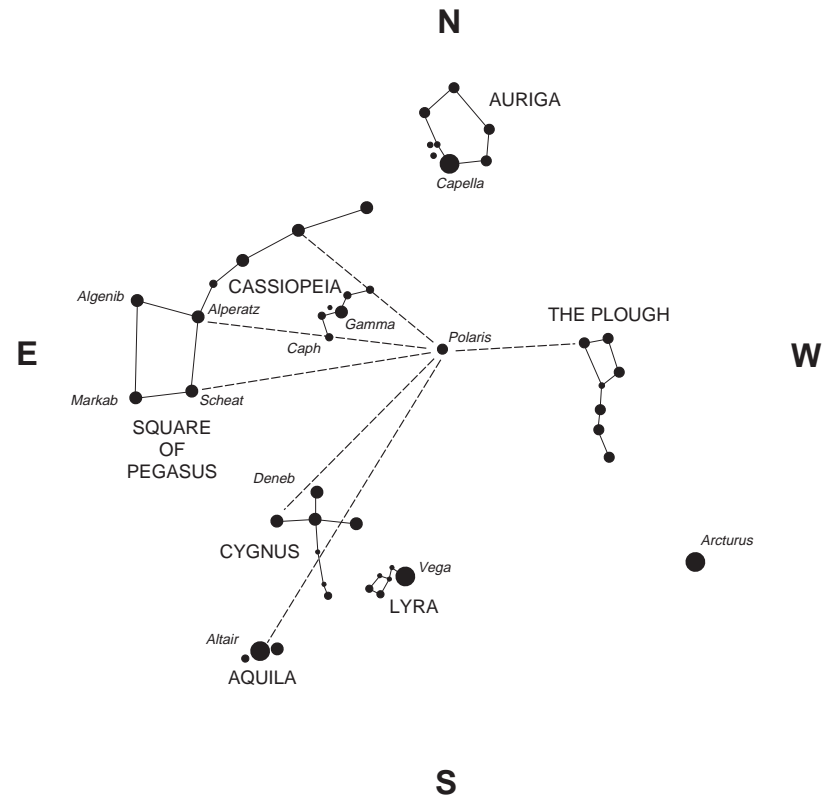 N
AURIGA
Capella
CASSIOPEIA
Algenib
Alperatz
Gamma
THE PLOUGH
Polaris
Caph
E
W
Markab
Scheat
SQUARE
OF
PEGASUS
Deneb
CYGNUS
Arcturus
Vega
LYRA
Altair
AQUILA
S